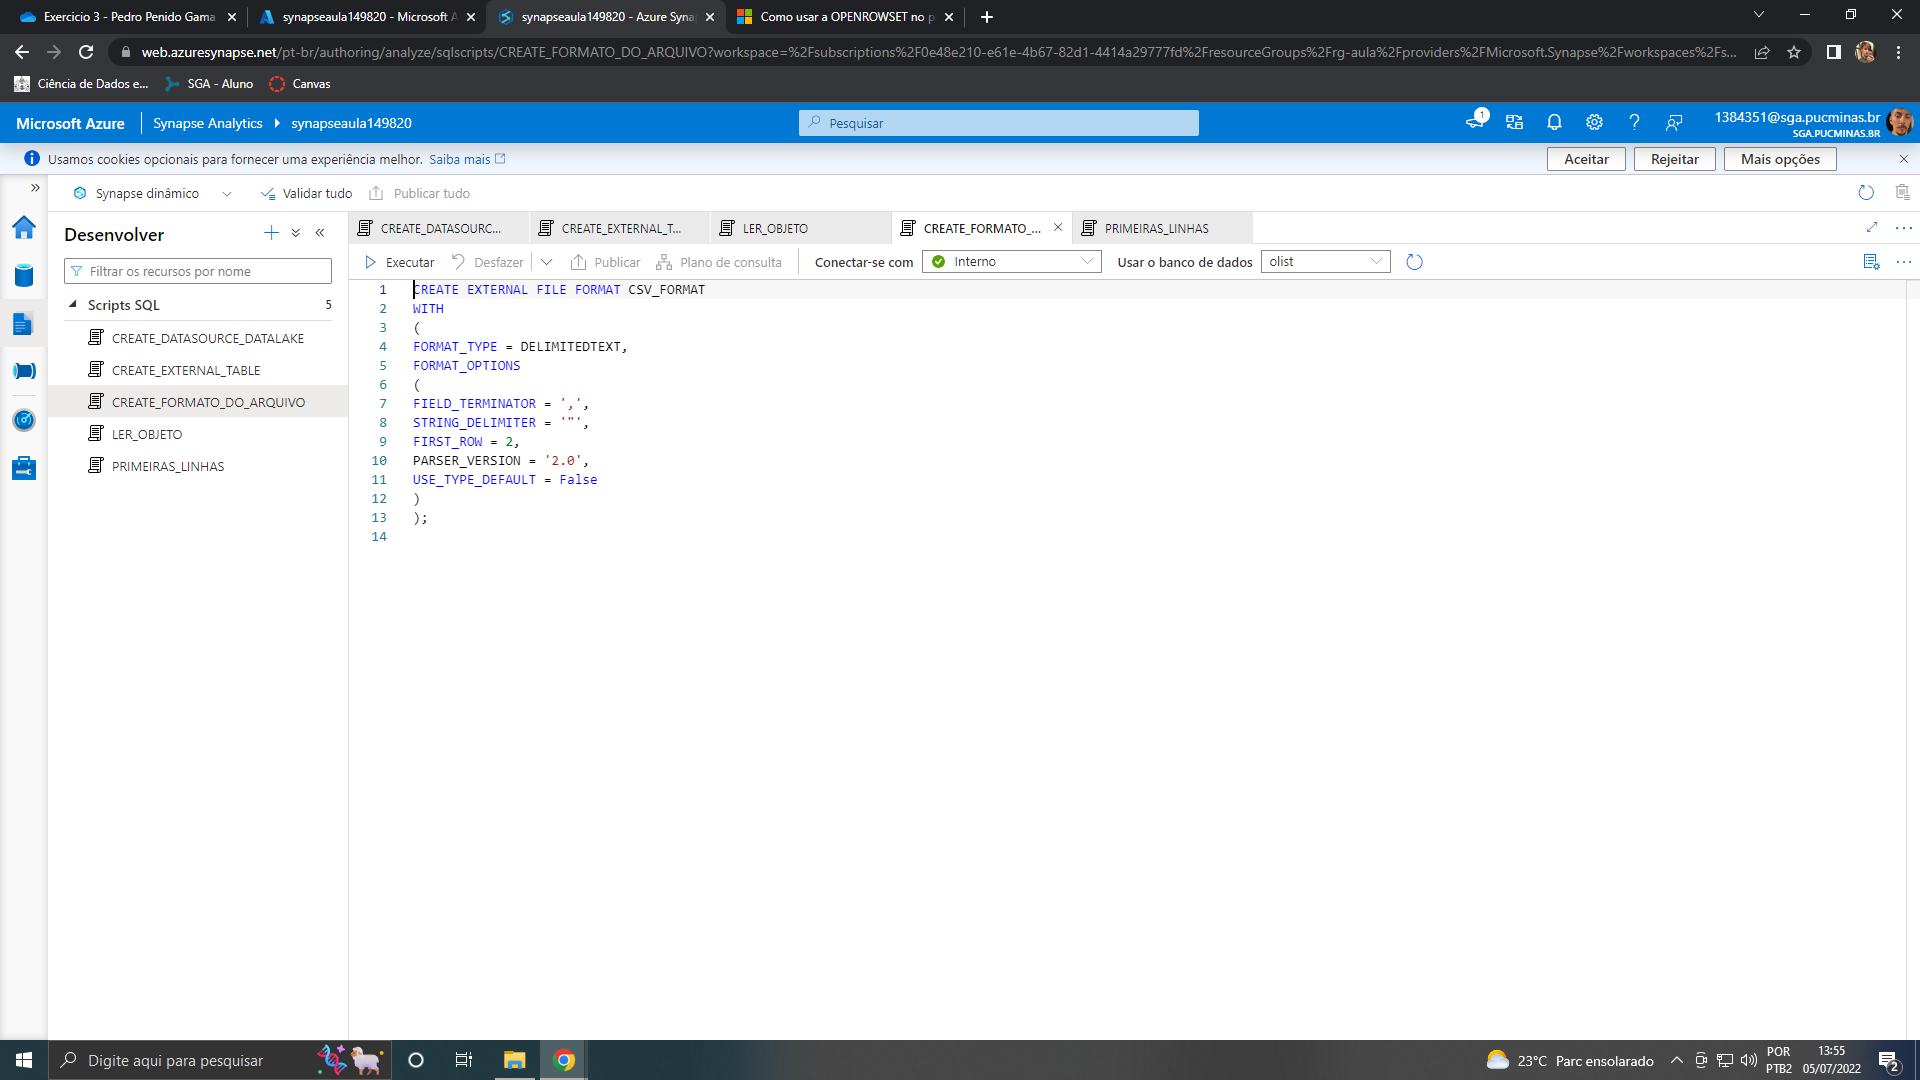 Exercicio 3 - Pedro Penido Gama
synapseaula149820 - Microsoft A
synapseaula149820 - Azure Syna
Como usar a OPENROWSET no p
web.azuresynapse.net/pt-br/authoring/analyze/sqlscripts/CREATE_FORMATO_DO_ARQUIVO?workspace=%2Fsubscriptions%2F0e48e210-e61e-4b67-82d1-4414a29777fd%2FresourceGroups%2Frg-aula%2Fproviders%2FMicrosoft.Synapse%2Fworkspaces%2Fs...
Ciência de Dados e...
SGA - Aluno
Canvas
Microsoft Azure
Synapse Analytics
synapseaula149820
Pesquisar
1
1384351@sga.pucminas.br
SGA.PUCMINAS.BR
Usamos cookies opcionais para fornecer uma experiência melhor. Saiba mais
Aceitar
Rejeitar
Mais opções
Synapse dinâmico
Validar tudo
Publicar tudo
Desenvolver
Filtrar os recursos por nome
Scripts SQL 5
CREATE_DATASOURCE_DATALAKE
CREATE_EXTERNAL_TABLE
CREATE_FORMATO_DO_ARQUIVO
LER_OBJETO
PRIMEIRAS_LINHAS
CREATE_DATASOURC...
CREATE_EXTERNAL_T...
LER_OBJETO
CREATE_FORMATO_...
PRIMEIRAS_LINHAS
Executar
Desfazer
Publicar
Plano de consulta
Conectar-se com
Interno
Usar o banco de dados
olist
1 CREATE EXTERNAL FILE FORMAT CSV_FORMAT
2 WITH
3 (
4 FORMAT_TYPE = DELIMITEDTEXT,
5 FORMAT_OPTIONS
6 (
7 FIELD_TERMINATOR = ',',
8 STRING_DELIMITER = '"',
9 FIRST_ROW = 2,
10 PARSER_VERSION = '2.0',
11 USE_TYPE_DEFAULT = False
12 )
13 );
14
Digite aqui para pesquisar
23°C Parc ensolarado
POR
PTB2
13:55
05/07/2022
2